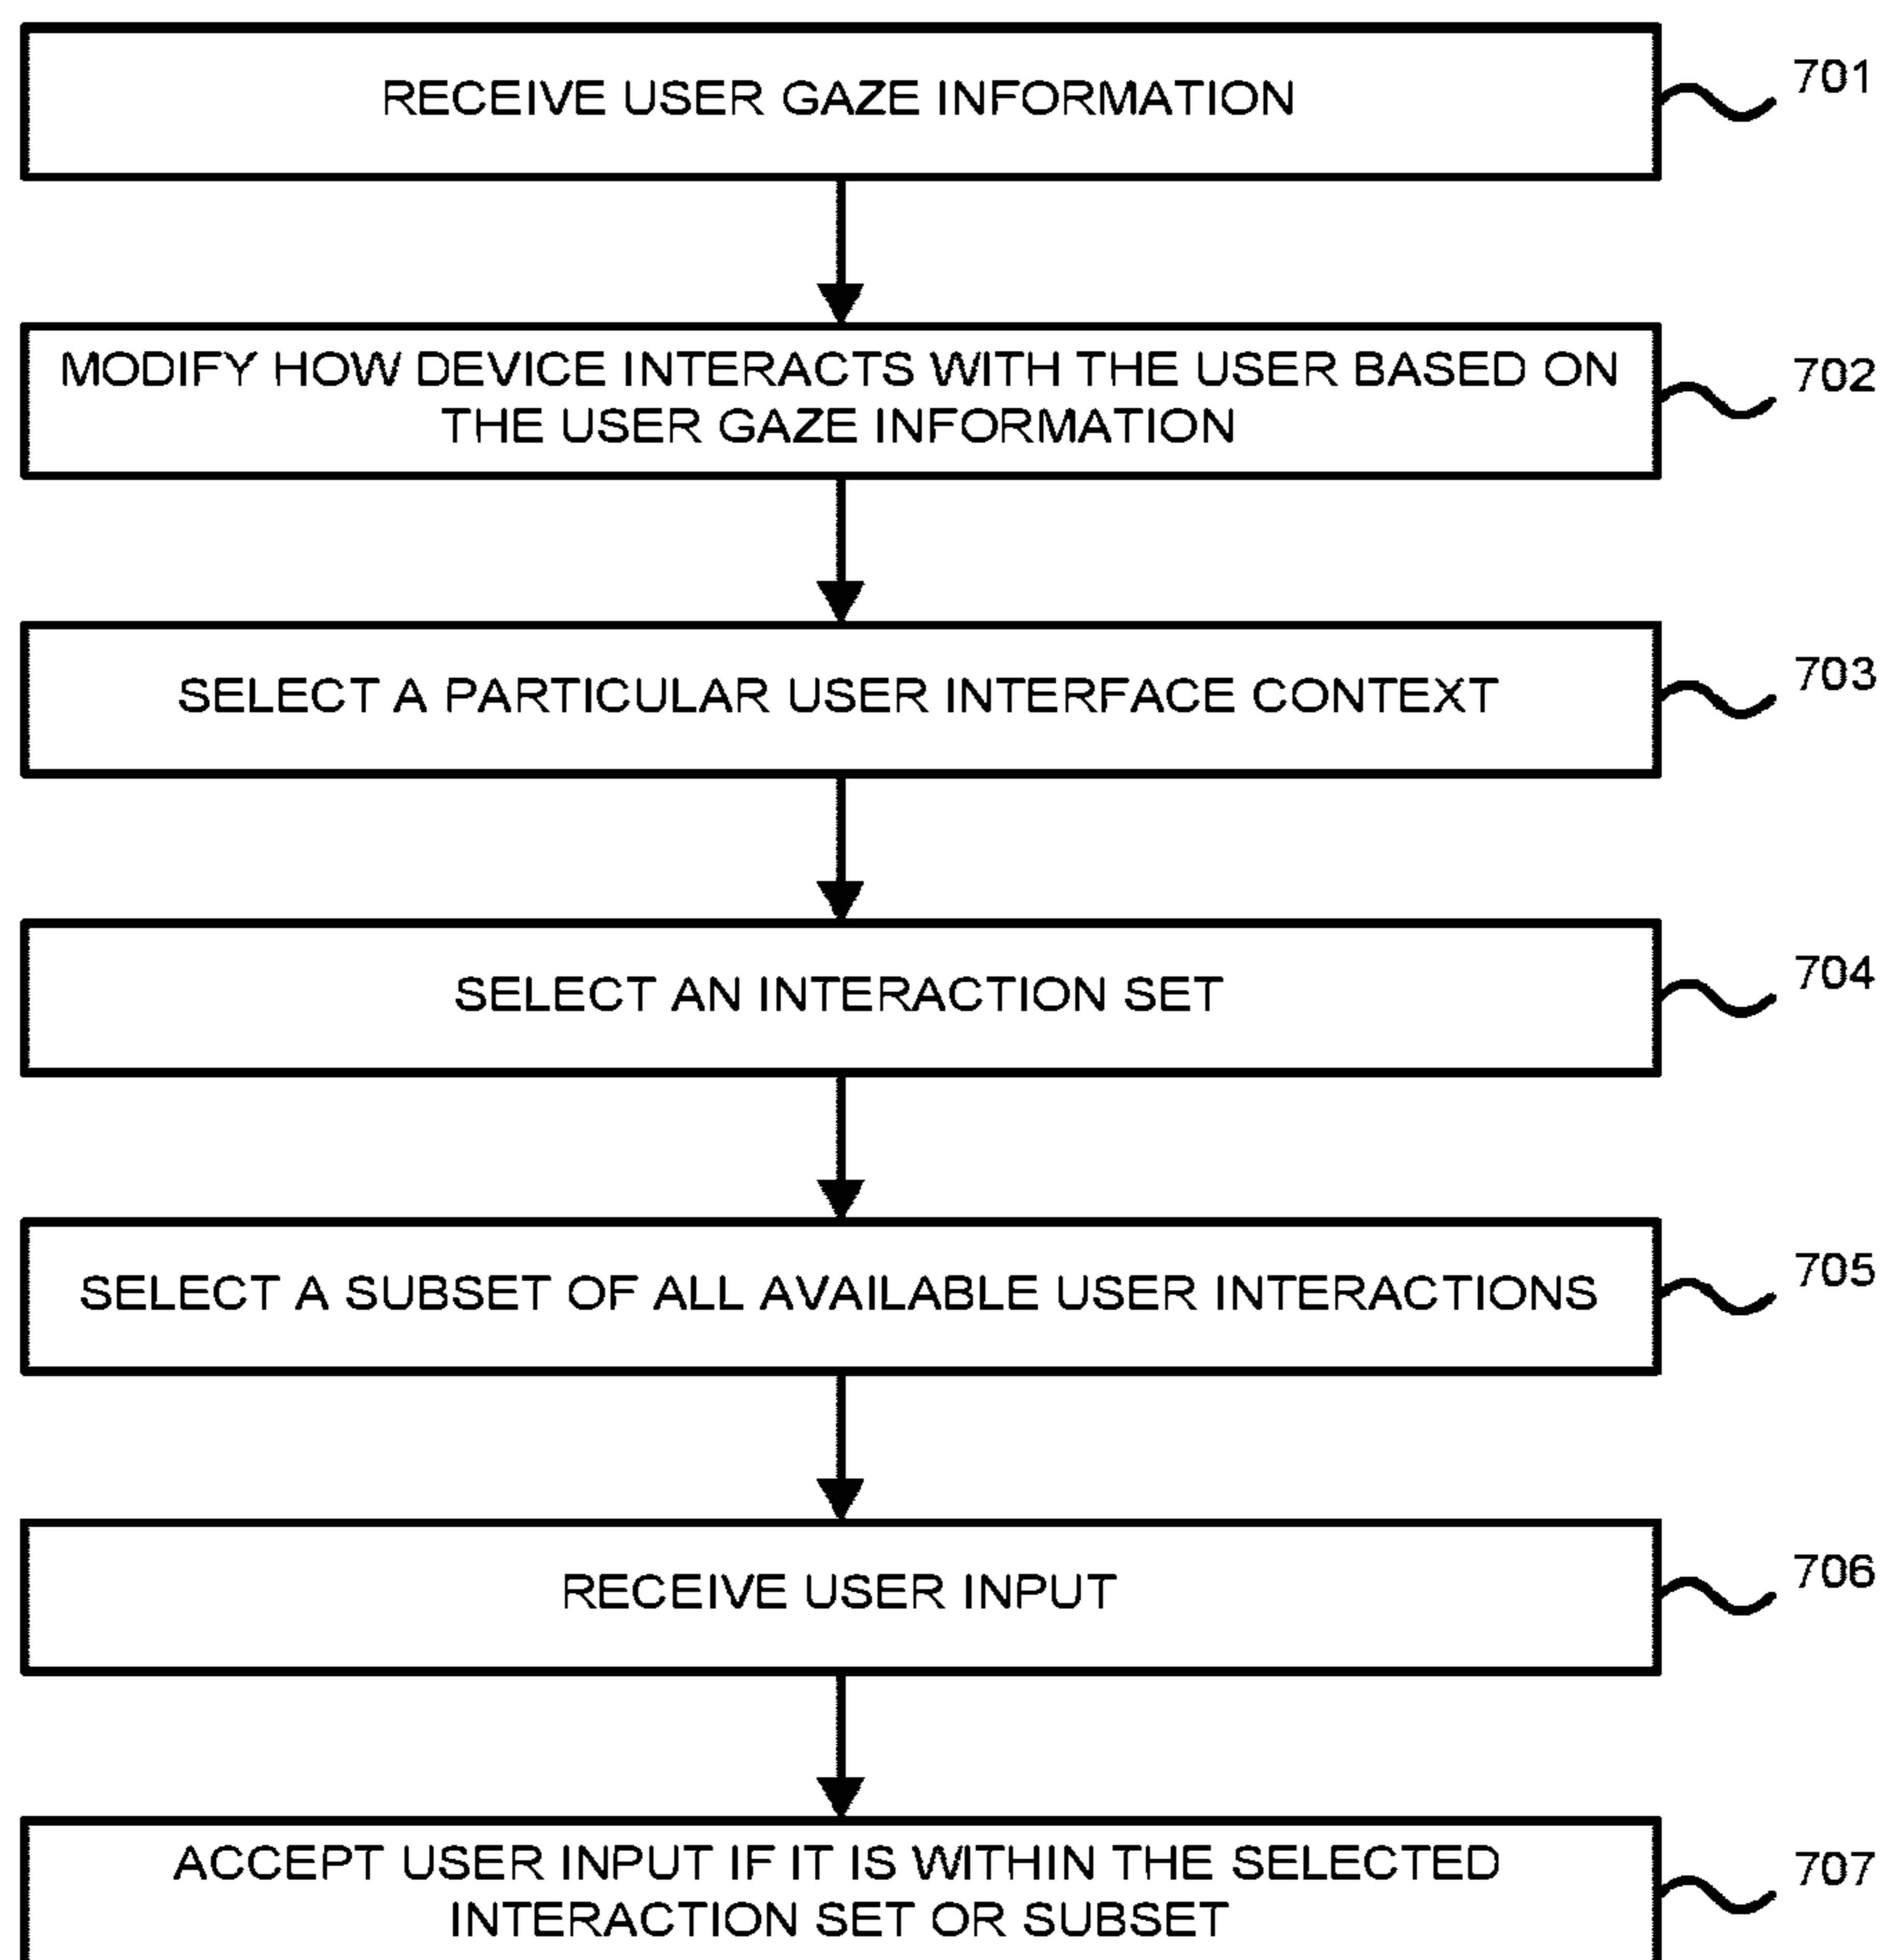 RECEIVE USER GAZE INFORMATION
701
MODIFY HOW DEVICE INTERACTS WITH THE USER BASED ON
THE USER GAZE INFORMATION
702
SELECT A PARTICULAR USER INTERFACE CONTEXT
703
SELECT AN INTERACTION SET
704
SELECT A SUBSET OF ALL AVAILABLE USER INTERACTIONS
705
RECEIVE USER INPUT
706
ACCEPT USER INPUT IF IT IS WITHIN THE SELECTED
INTERACTION SET OR SUBSET
707